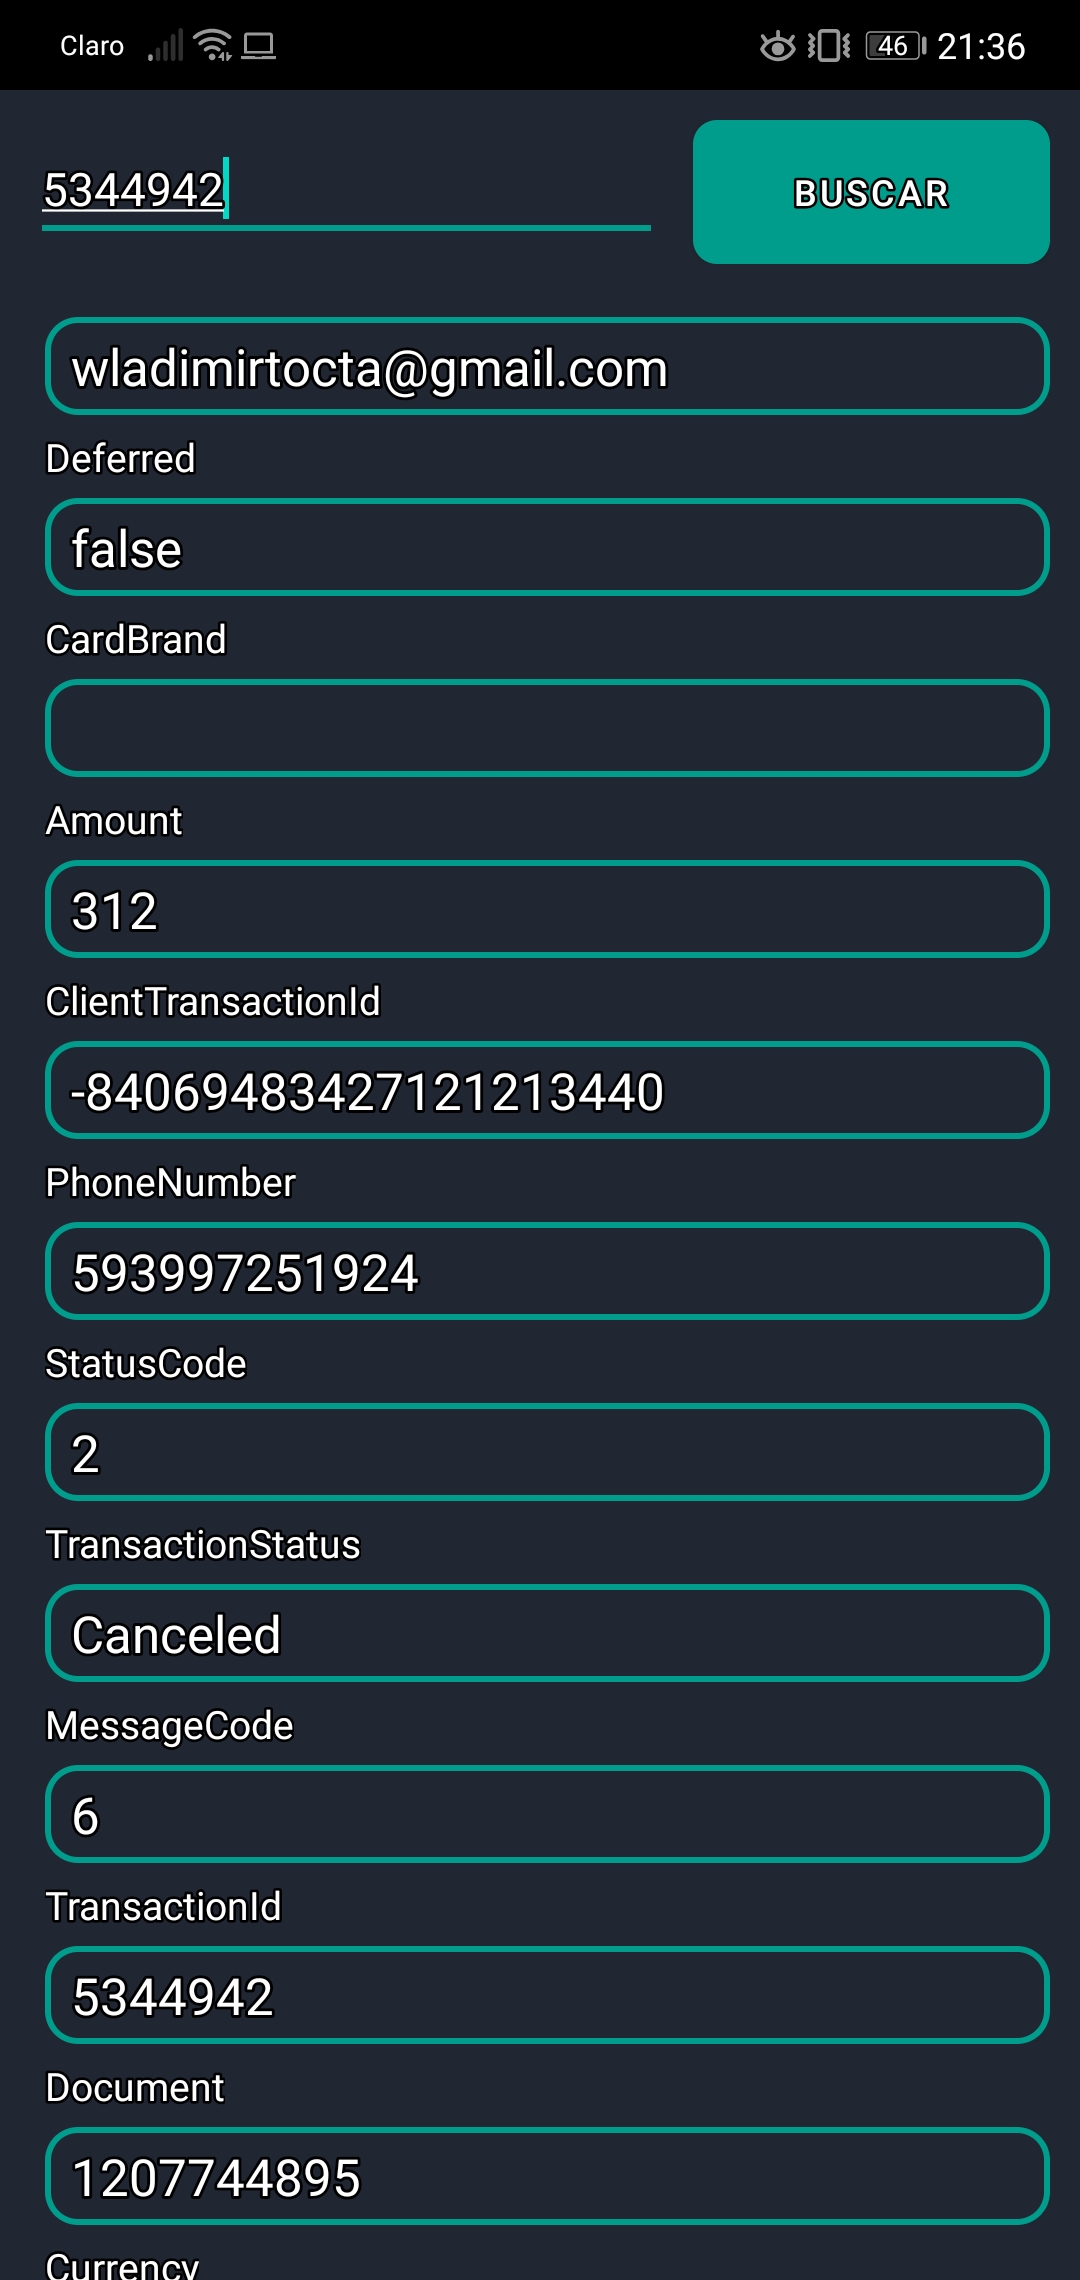 Claro 46 21:36
5344942 BUSCAR
wladimirtocta@gmail.com
Deferred
false
CardBrand
Amount
312
ClientTransactionId
-84069483427121213440
PhoneNumber
593997251924
StatusCode
2
TransactionStatus
Canceled
MessageCode
6
TransactionId
5344942
Document
1207744895
Currency